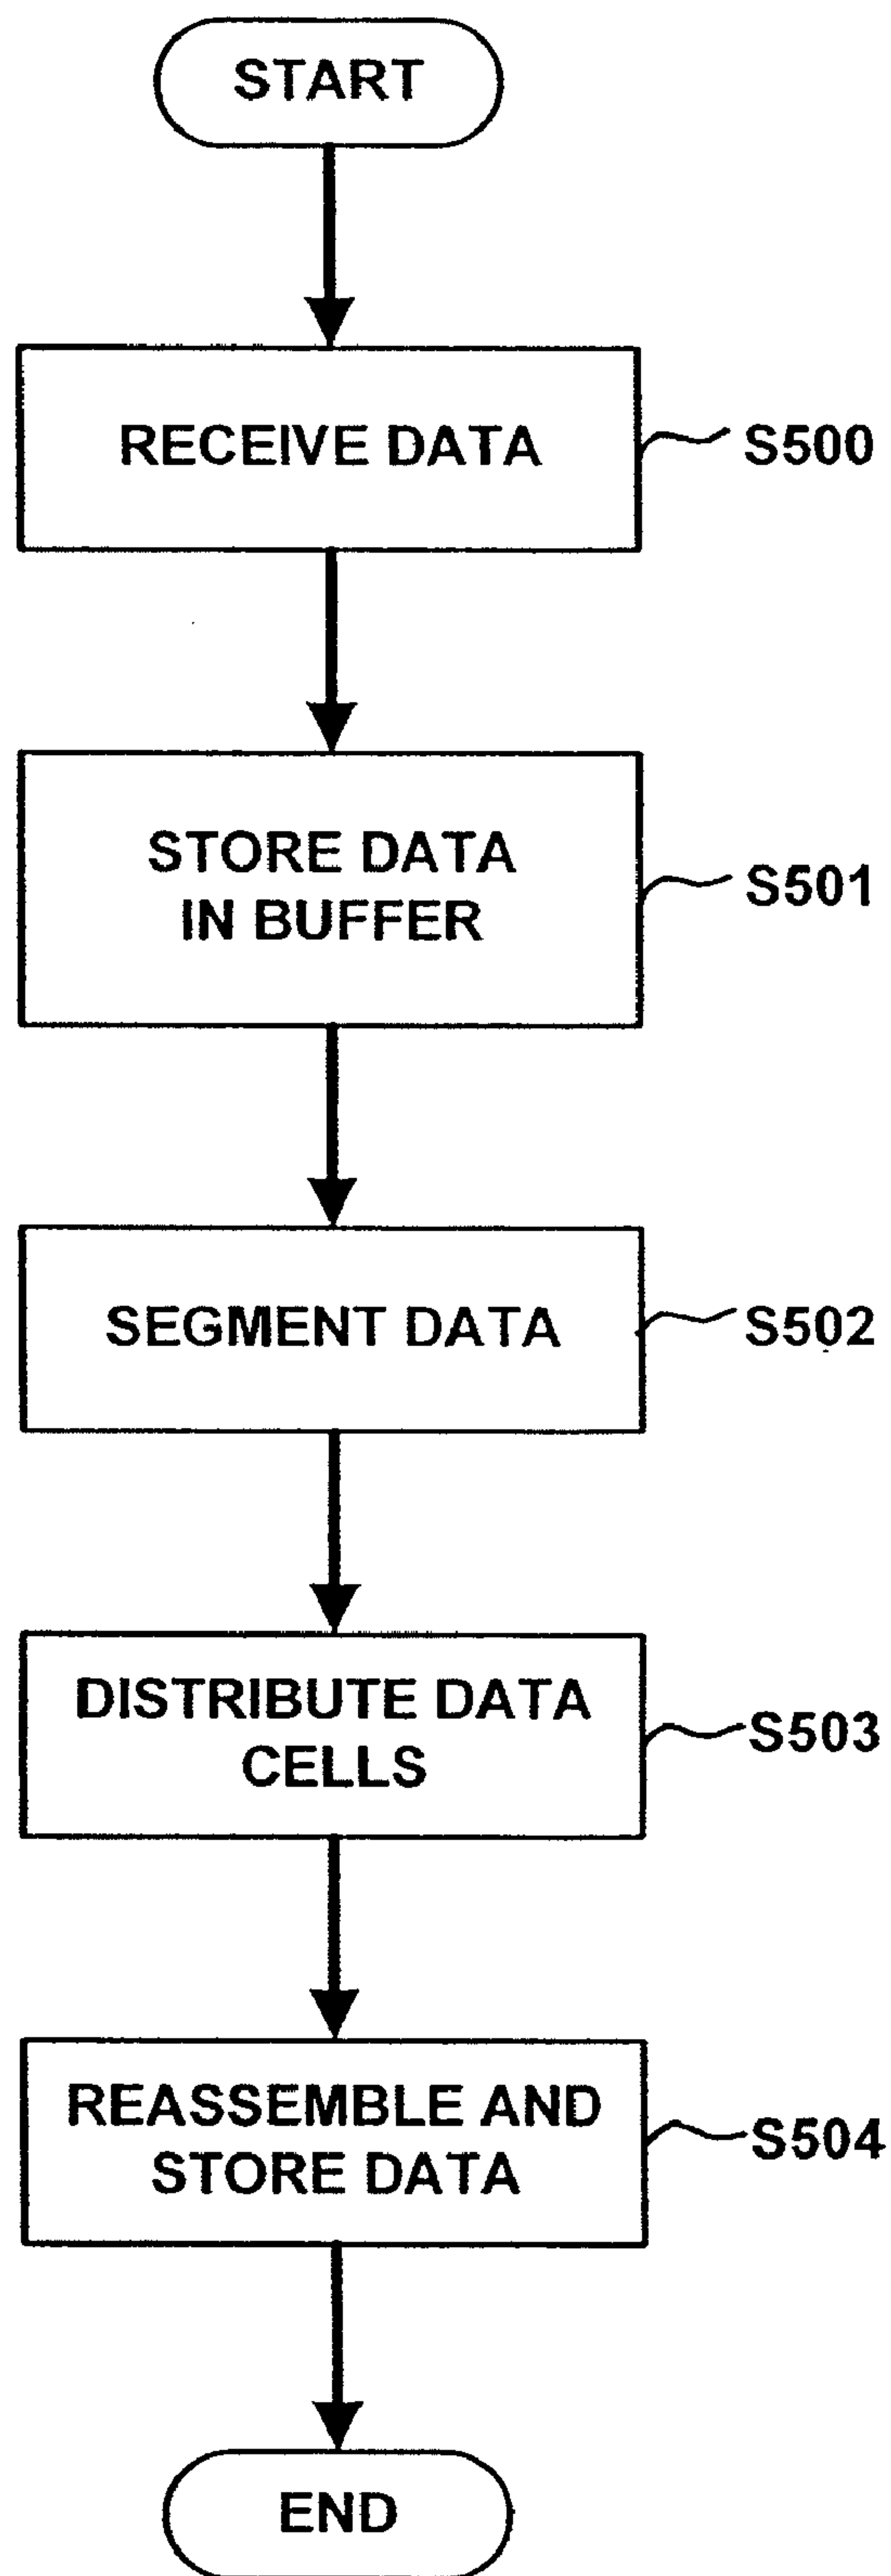 START
RECEIVE DATA
S500
STORE DATA
IN BUFFER
S501
SEGMENT DATA
S502
DISTRIBUTE DATA
CELLS
S503
REASSEMBLE AND
STORE DATA
S504
END